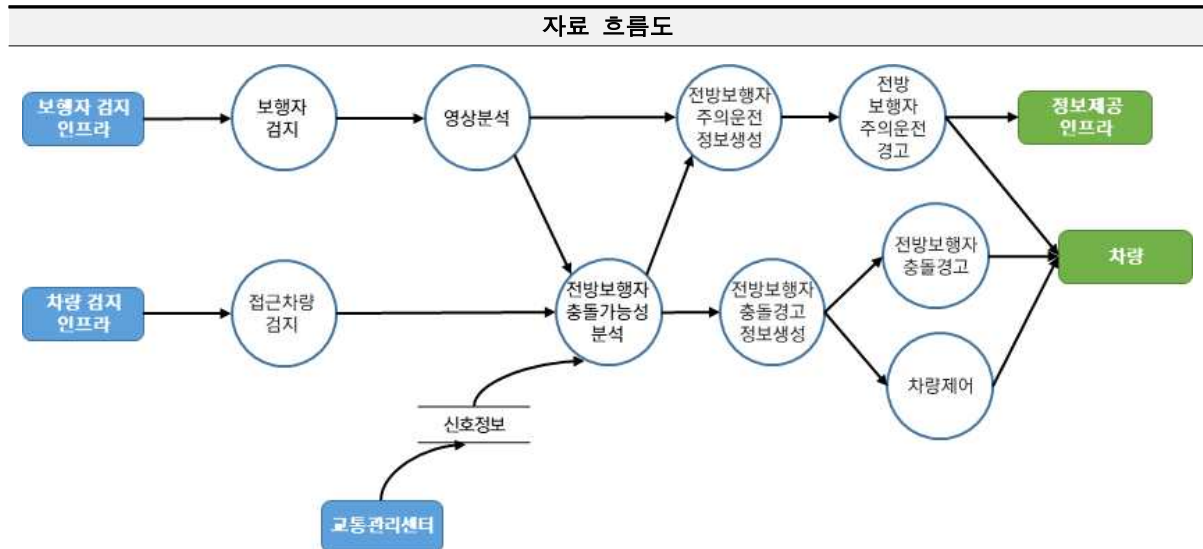 자료 흐름도
보행자 검지
인프라
보행자
검지
영상분석
전방보행자
주의운전
정보생성
전방
보행자
주의운전
경고
정보제공
인프라
전방보행자
충돌경고
차량
차량 검지
인프라
접근차량
검지
전방보행자
충돌가능성
분석
전방보행자
충돌경고
정보생성
차량제어
신호정보
교통관리센터